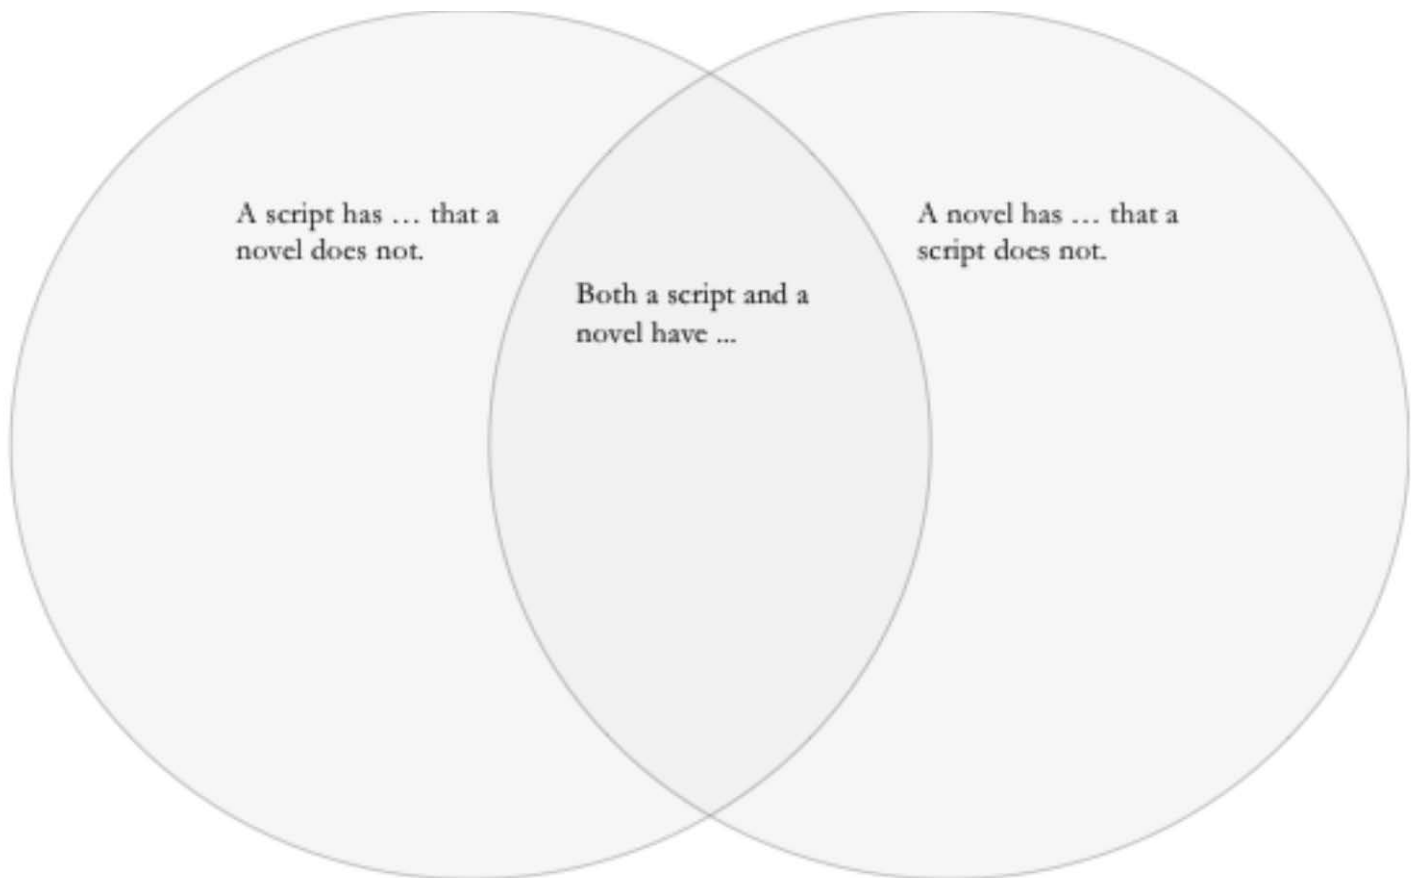 A script has … that a
novel does not.
Both a script and a
novel have ...
A novel has … that a
script does not.